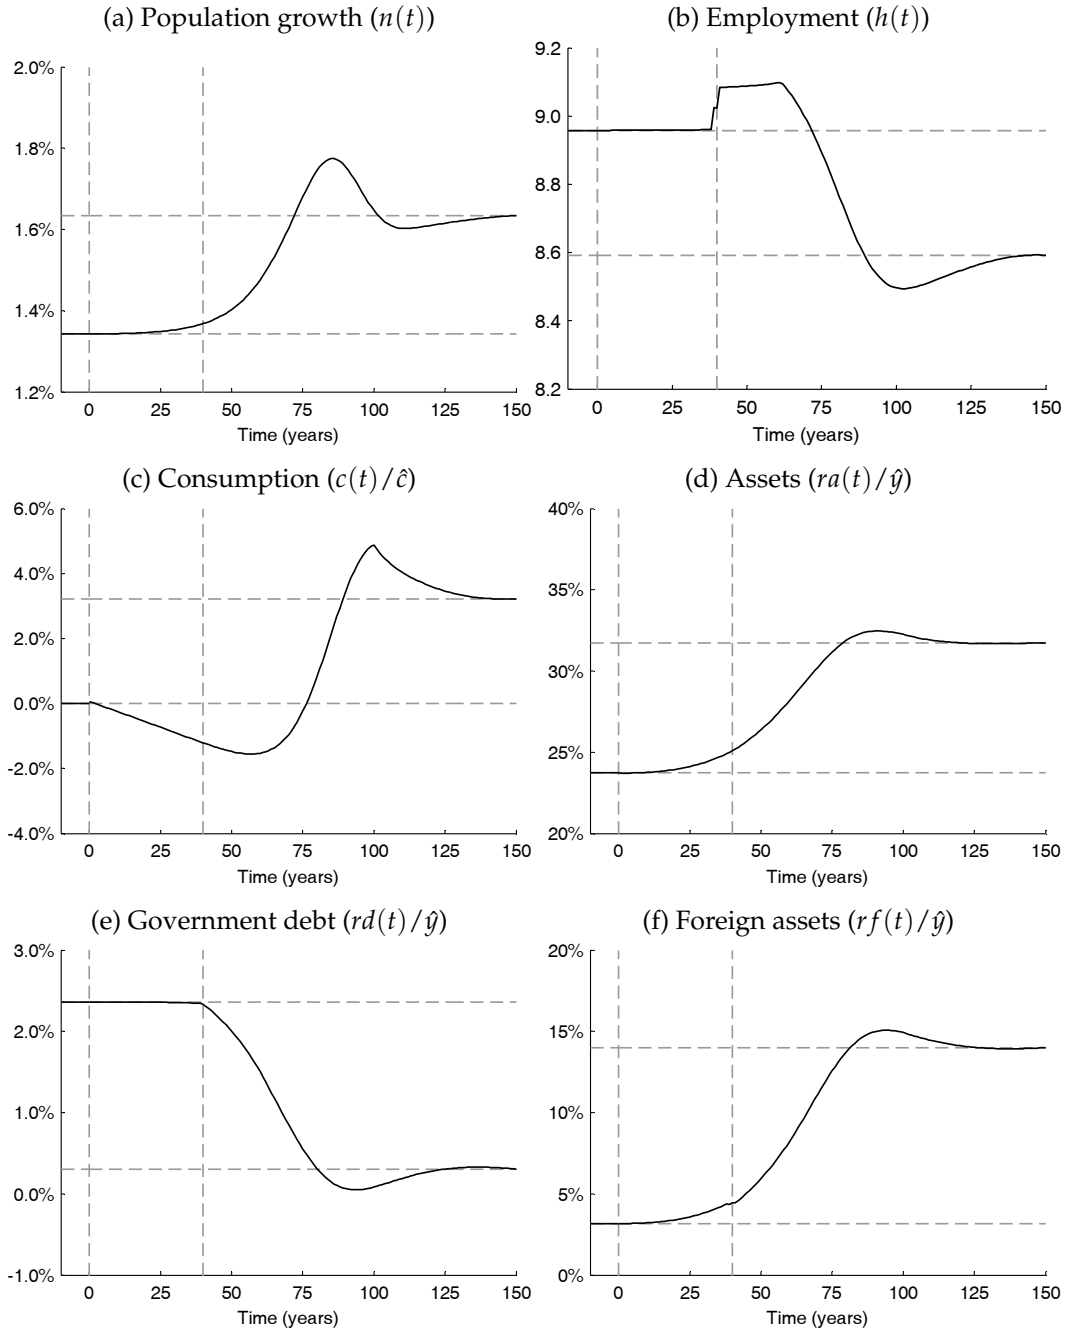 (a) Population growth (n(t))
2.0%
1.8%
1.6%
1.4%
1.2%
0 25 50 75 100 125 150
Time (years)
(b) Employment (h(t))
9.2
9.0
8.8
8.6
8.4
8.2
0 25 50 75 100 125 150
Time (years)
(c) Consumption (c(t)/ĉ)
6.0%
4.0%
2.0%
0.0%
-2.0%
-4.0%
0 25 50 75 100 125 150
Time (years)
(d) Assets (ra(t)/ŷ)
40%
35%
30%
25%
20%
0 25 50 75 100 125 150
Time (years)
(e) Government debt (rd(t)/ŷ)
3.0%
2.0%
1.0%
0.0%
-1.0%
0 25 50 75 100 125 150
Time (years)
(f) Foreign assets (rf(t)/ŷ)
20%
15%
10%
5%
0%
0 25 50 75 100 125 150
Time (years)